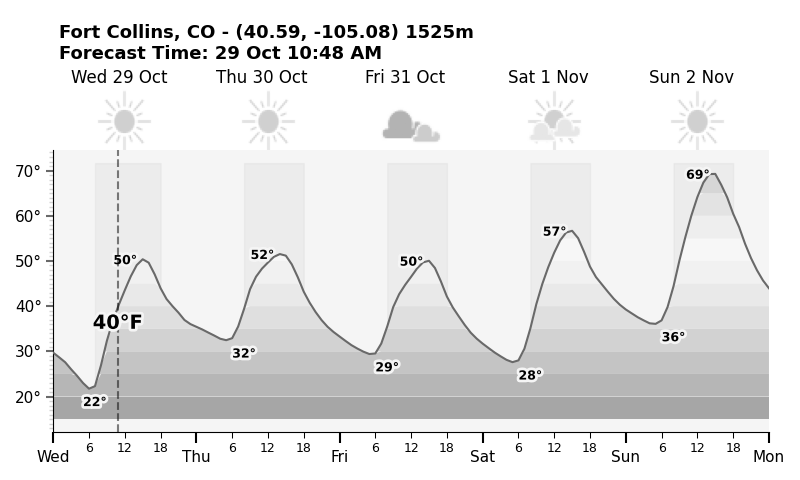 Fort Collins, CO - (40.59, -105.08) 1525m
Forecast Time: 29 Oct 10:48 AM
Wed 29 Oct Thu 30 Oct Fri 31 Oct Sat 1 Nov Sun 2 Nov
70°
69°
60°
57°
50° 50° 52° 50°
40°
40°F
36°
30° 32°
29°
28°
20° 22°
6 12 18 6 12 18 6 12 18 6 12 18 6 12 18
Wed Thu Fri Sat Sun Mon